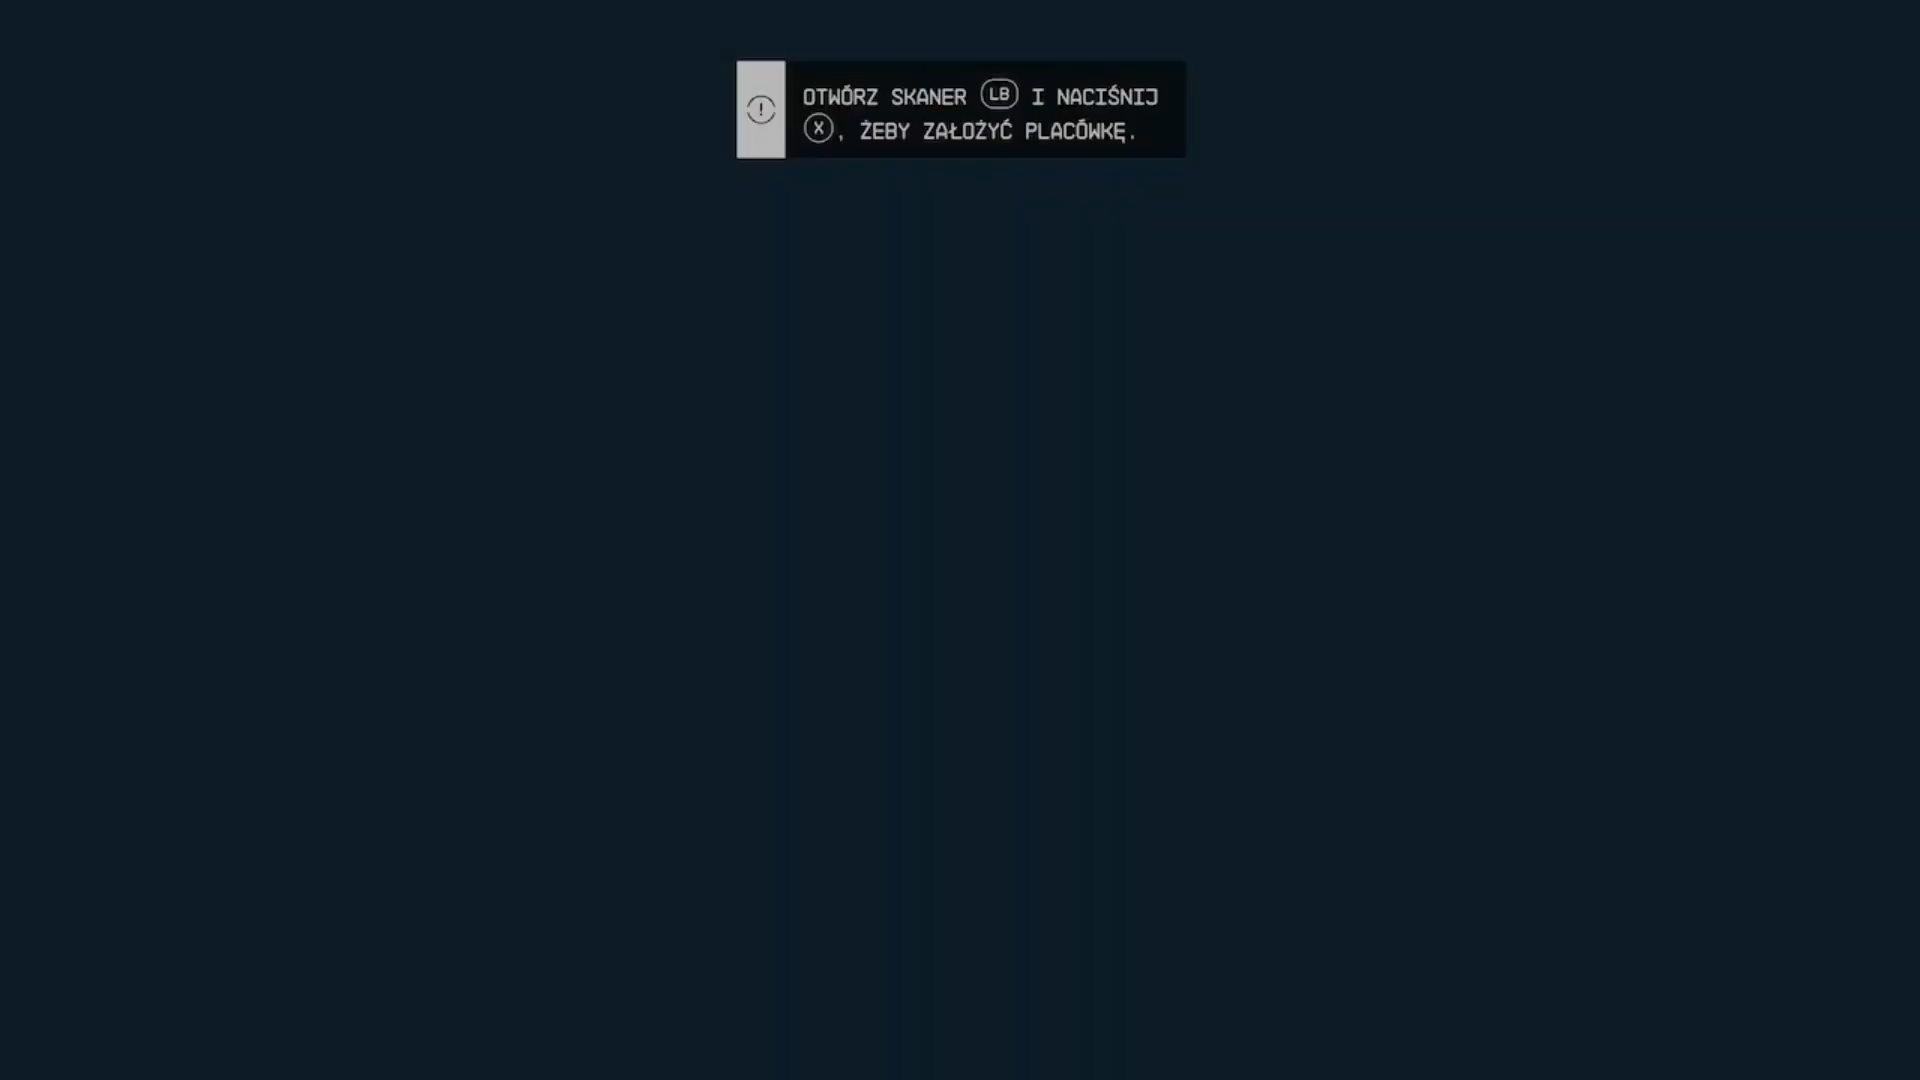 OTWÓRZ SKANER LB I NACIŚNIJ
X, ŻEBY ZAŁOŻYĆ PLACÓWKĘ.